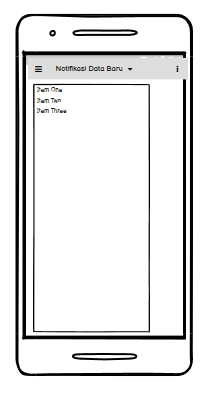 Notifikasi Data Baru
Item One
Item Two
Item Three